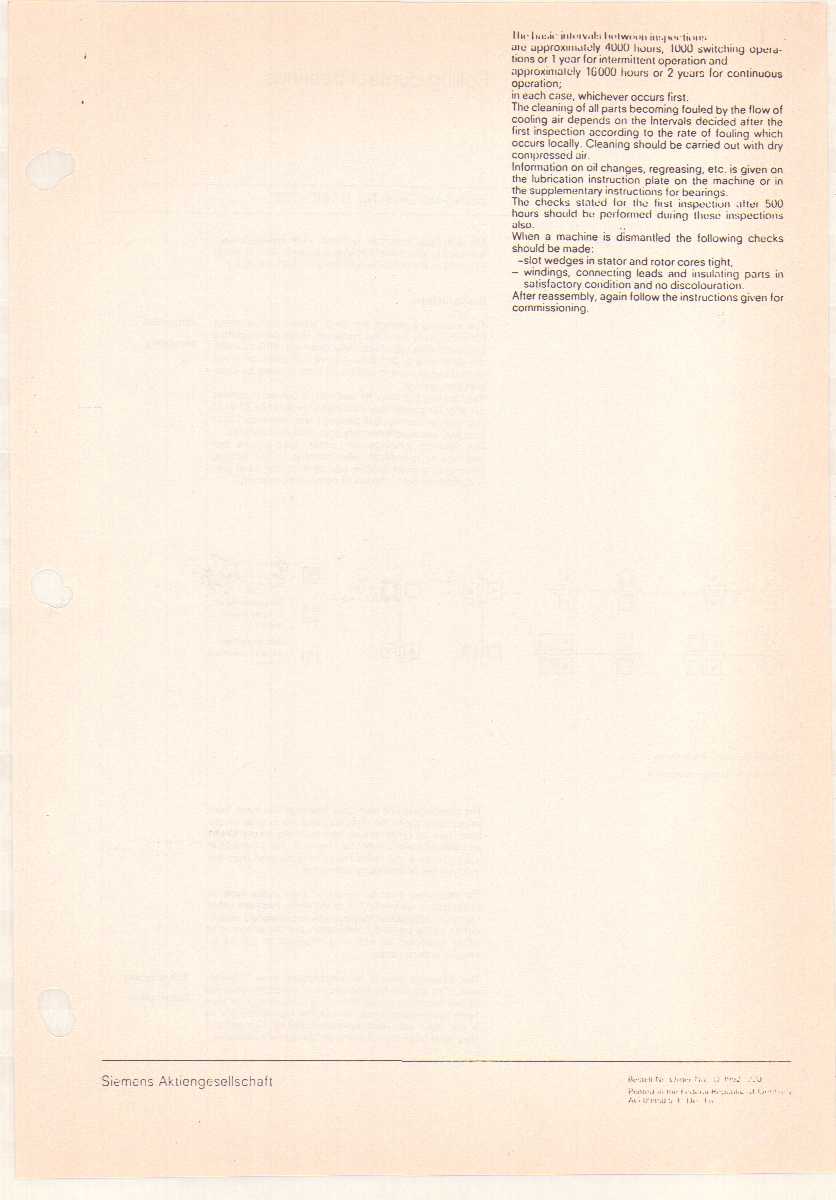 The basic intervals between inspections
are approximately 4000 hours, 1000 switching opera-
tions or 1 year for intermittent operation and
approximately 16000 hours or 2 years for continuous
operation;
in each case, whichever occurs first.
The cleaning of all parts becoming fouled by the flow of
cooling air depends on the Intervals decided after the
first inspection according to the rate of fouling which
occurs locally. Cleaning should be carried out with dry
compressed air.
Information on oil changes, regreasing, etc. is given on
the lubrication instruction plate on the machine or in
the supplementary instructions for bearings.
The checks stated for the first inspection after 500
hours should be performed during these inspections
also.
When a machine is dismantled the following checks
should be made:
–slot wedges in stator and rotor cores tight,
– windings, connecting leads and insulating parts in
satisfactory condition and no discolouration.
After reassembly, again follow the instructions given for
commissioning.
Siemens Aktiengesellschaft
Bestell-Nr./Order No.
Printed in the Federal Republic of Germany